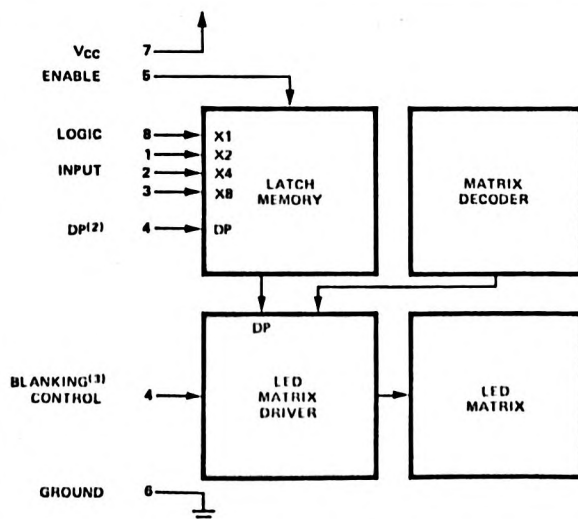 VCC 7
ENABLE 5
LOGIC 8 X1
1 X2
INPUT 2 X4
3 X8
DP(2) 4 DP
LATCH
MEMORY
MATRIX
DECODER
DP
BLANKING(3)
CONTROL 4
LED
MATRIX
DRIVER
LED
MATRIX
GROUND 6